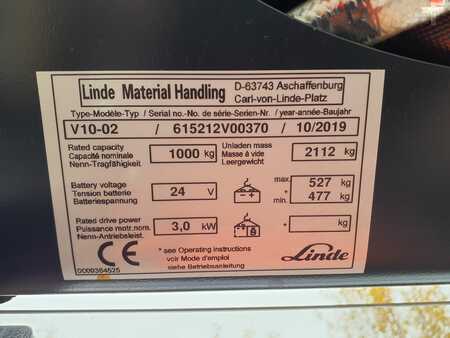 Linde Material Handling D-63743 Aschaffenburg
Carl-von-Linde-Platz
Type-Modèle-Typ / Serial no.-No. de série-Serien-Nr. / year-année-Baujahr
V10-02 / 615212V00370 / 10/2019
Rated capacity
Capacité nominale
Nenn-Tragfähigkeit
1000 kg
Unladen mass
Masse à vide
Leergewicht
2112 kg
Battery voltage
Tension batterie
Batteriespannung
24 V
max. 527 kg
*
min. 477 kg
Rated drive power
Puissance motr.nom.
Nenn-Antriebsleist.
3,0 kW
* kg
CE
0009384525
* see Operating instructions
voir Mode d'emploi
siehe Betriebsanleitung
Linde